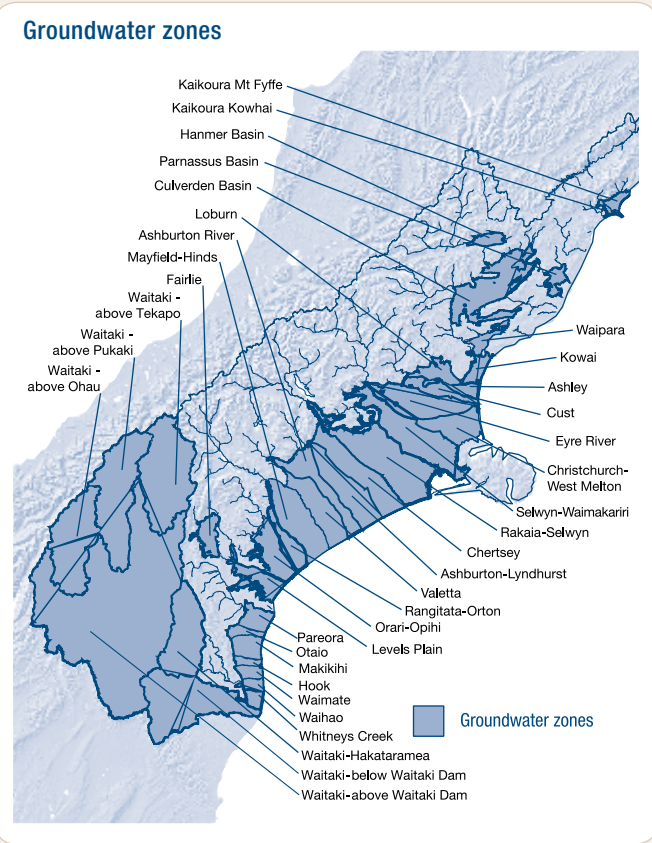 Groundwater zones
Kaikoura Mt Fyffe
Kaikoura Kowhai
Hanmer Basin
Parnassus Basin
Culverden Basin
Loburn
Ashburton River
Mayfield-Hinds
Fairlie
Waitaki -
above Tekapo
Waitaki -
above Pukaki
Waitaki -
above Ohau
Waipara
Kowai
Ashley
Cust
Eyre River
Christchurch-
West Melton
Selwyn-Waimakariri
Rakaia-Selwyn
Chertsey
Ashburton-Lyndhurst
Valetta
Rangitata-Orton
Orari-Opihi
Levels Plain
Pareora
Otaio
Makikihi
Hook
Waimate
Waihao
Whitneys Creek
Waitaki-Hakataramea
Waitaki-below Waitaki Dam
Waitaki-above Waitaki Dam
Groundwater zones